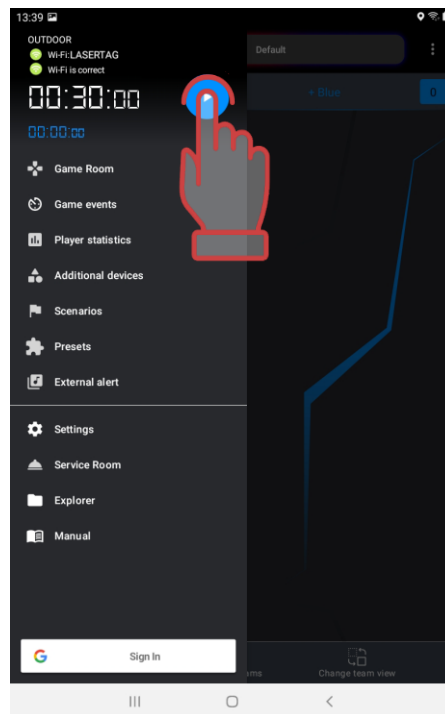 13:39
OUTDOOR
Wi-Fi:LASERTAG
Wi-Fi is correct
Default
00:30:00
+ Blue
0
00:00:00
Game Room
Game events
Player statistics
Additional devices
Scenarios
Presets
External alert
Settings
Service Room
Explorer
Manual
G Sign In
ms
Change team view